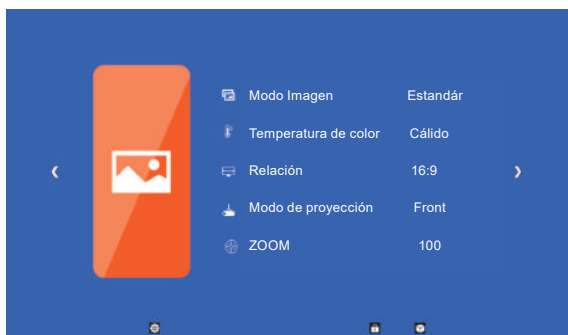 Modo Imagen Estandár
Temperatura de color Cálido
Relación 16:9
Modo de proyección Front
ZOOM 100